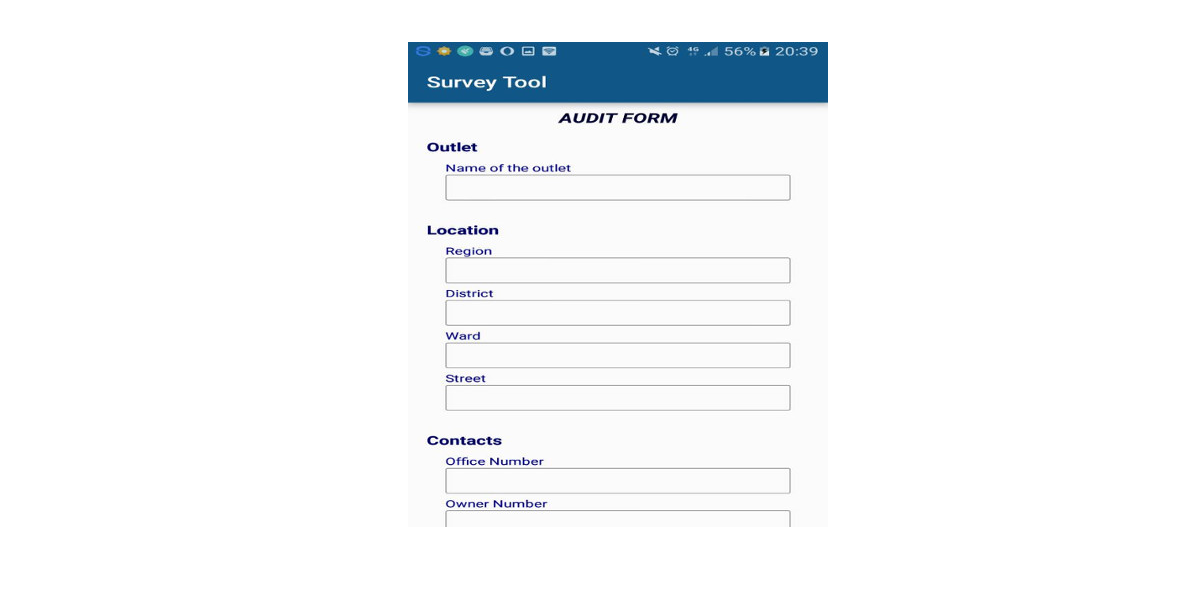 4G 56% 20:39
Survey Tool
AUDIT FORM
Outlet
Name of the outlet
Location
Region
District
Ward
Street
Contacts
Office Number
Owner Number